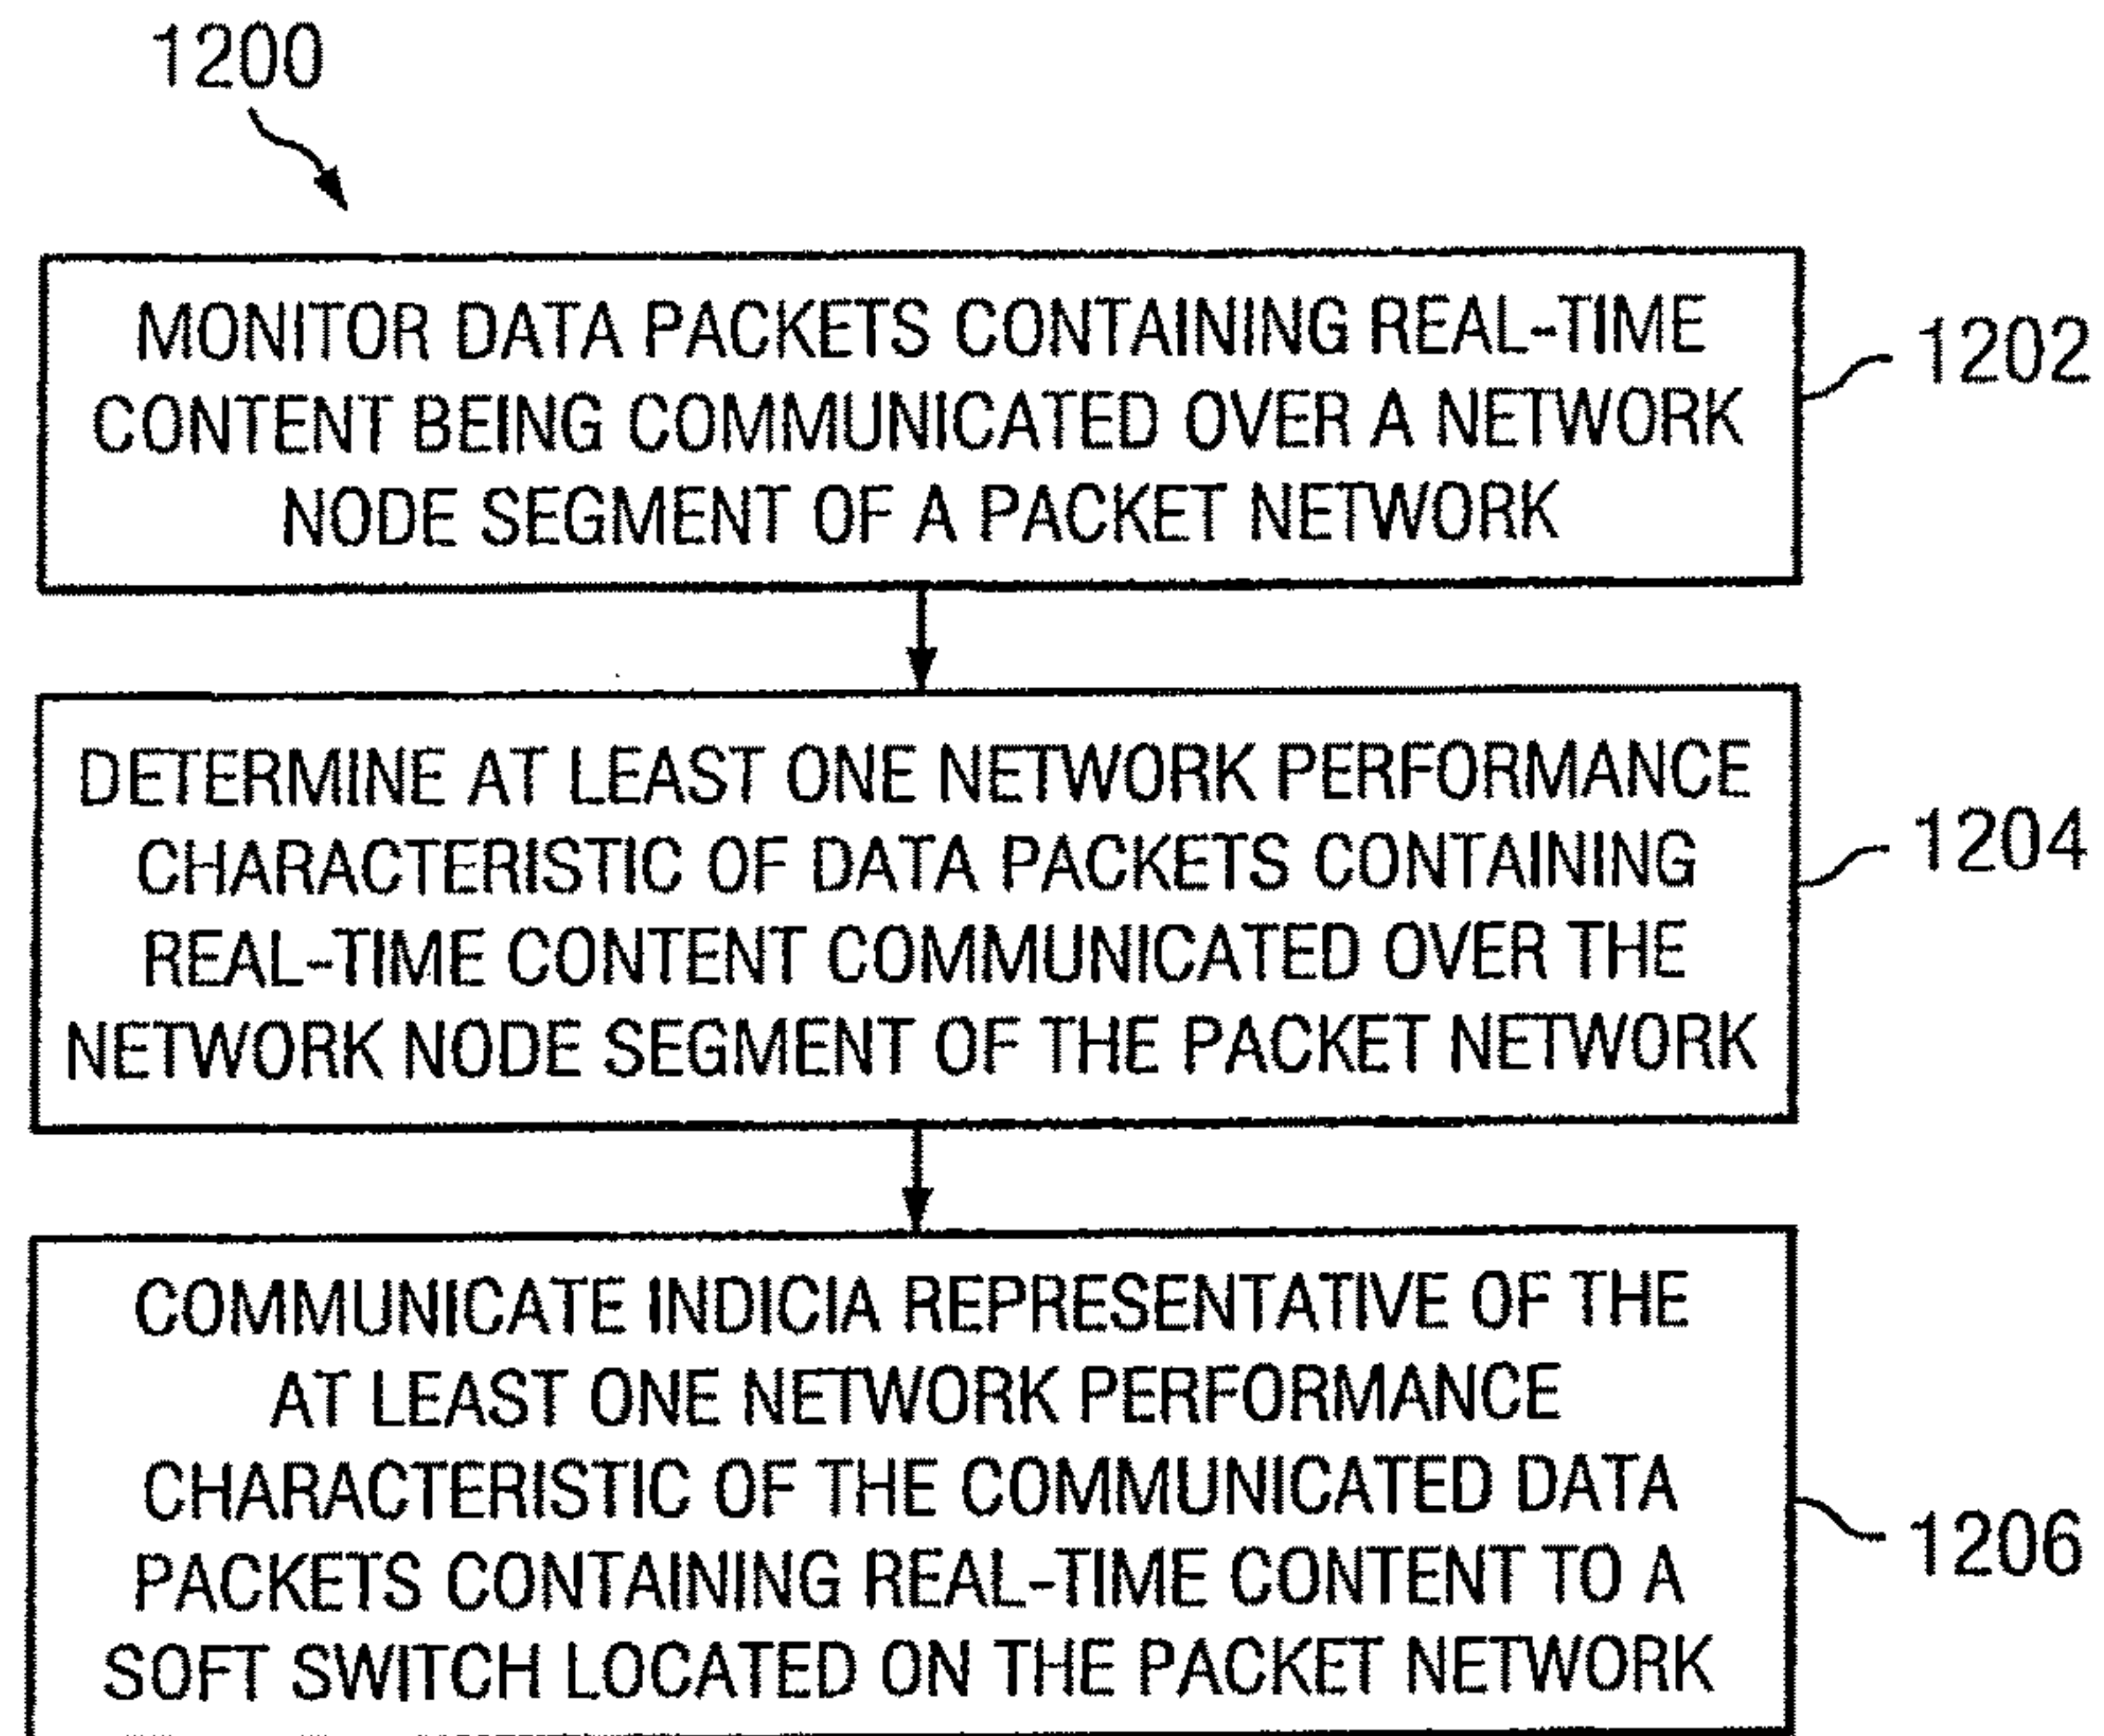 1200
MONITOR DATA PACKETS CONTAINING REAL-TIME
CONTENT BEING COMMUNICATED OVER A NETWORK
NODE SEGMENT OF A PACKET NETWORK
1202
DETERMINE AT LEAST ONE NETWORK PERFORMANCE
CHARACTERISTIC OF DATA PACKETS CONTAINING
REAL-TIME CONTENT COMMUNICATED OVER THE
NETWORK NODE SEGMENT OF THE PACKET NETWORK
1204
COMMUNICATE INDICIA REPRESENTATIVE OF THE
AT LEAST ONE NETWORK PERFORMANCE
CHARACTERISTIC OF THE COMMUNICATED DATA
PACKETS CONTAINING REAL-TIME CONTENT TO A
SOFT SWITCH LOCATED ON THE PACKET NETWORK
1206